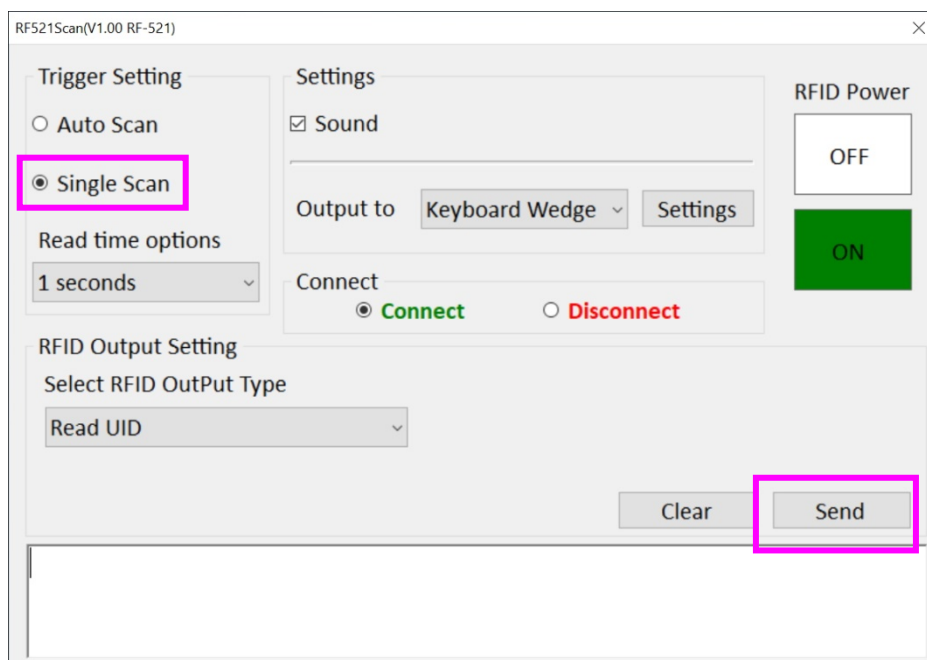 RF521Scan(V1.00 RF-521)
Trigger Setting
Auto Scan
Single Scan
Read time options
1 seconds
Settings
Sound
Output to Keyboard Wedge Settings
Connect
Connect Disconnect
RFID Power
OFF
ON
RFID Output Setting
Select RFID OutPut Type
Read UID
Clear Send